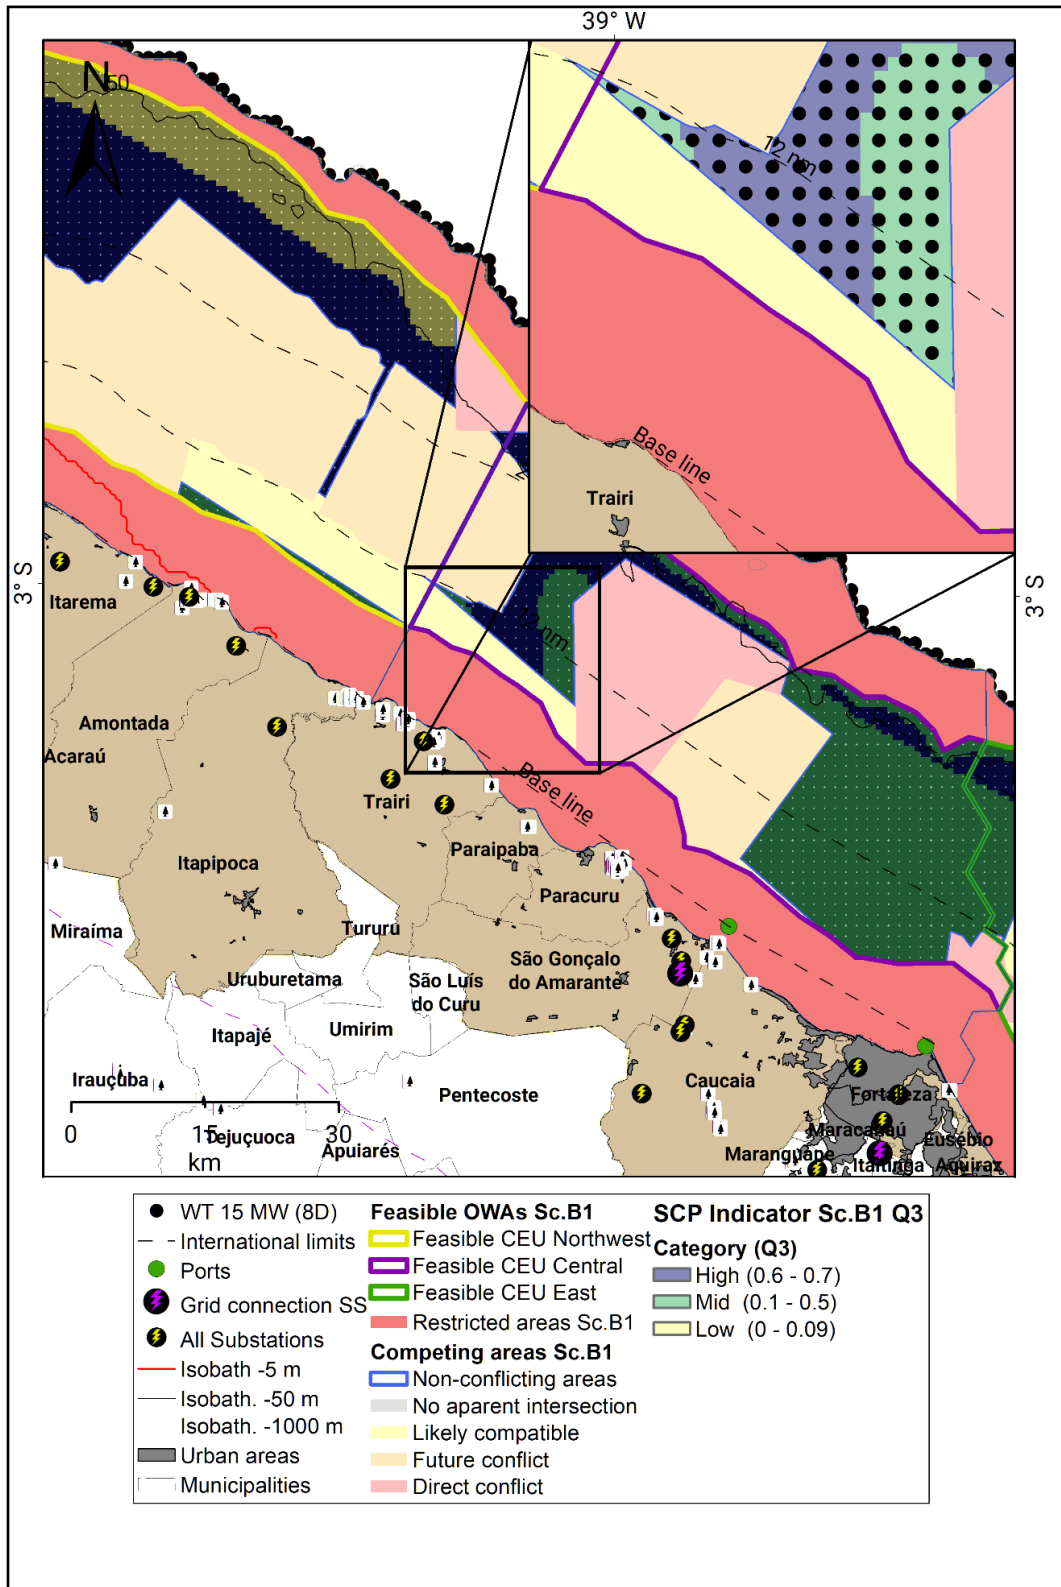 39° W
N
50
12 nm
Base line
Trairi
3° S
3° S
Itarema
12 nm
Amontada
Acaraú
Trairi
Base line
Itapipoca
Paraipaba
Paracuru
Miraíma
Tururú
Uruburetama
São Luís
do Curu
São Gonçalo
do Amarante
Itapajé
Umirim
Irauçuba
Pentecoste
Caucaia
Fortaleza
0 15 30
km
Tejuçuoca
Apuiarés
Maracanaú
Maranguape
Eusébio
Itaitinga
Aquiraz
WT 15 MW (8D)
International limits
Ports
Grid connection SS
All Substations
Isobath -5 m
Isobath. -50 m
Isobath. -1000 m
Urban areas
Municipalities
Feasible OWAs Sc.B1
Feasible CEU Northwest
Feasible CEU Central
Feasible CEU East
Restricted areas Sc.B1
Competing areas Sc.B1
Non-conflicting areas
No aparent intersection
Likely compatible
Future conflict
Direct conflict
SCP Indicator Sc.B1 Q3
Category (Q3)
High (0.6 - 0.7)
Mid (0.1 - 0.5)
Low (0 - 0.09)